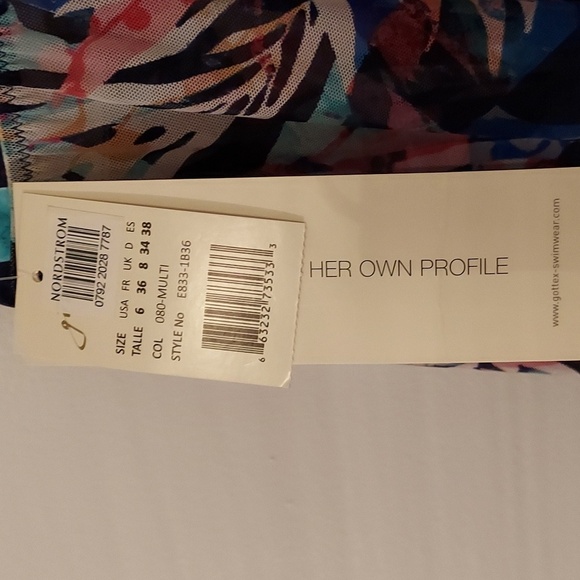 NORDSTROM
0792 2028 7787
SIZE USA FR UK D ES
TALLE 6 36 8 34 38
COL 080-MULTI
STYLE No E833-1B36
6 63232 73533 3
HER OWN PROFILE
www.gottex-swimwear.com